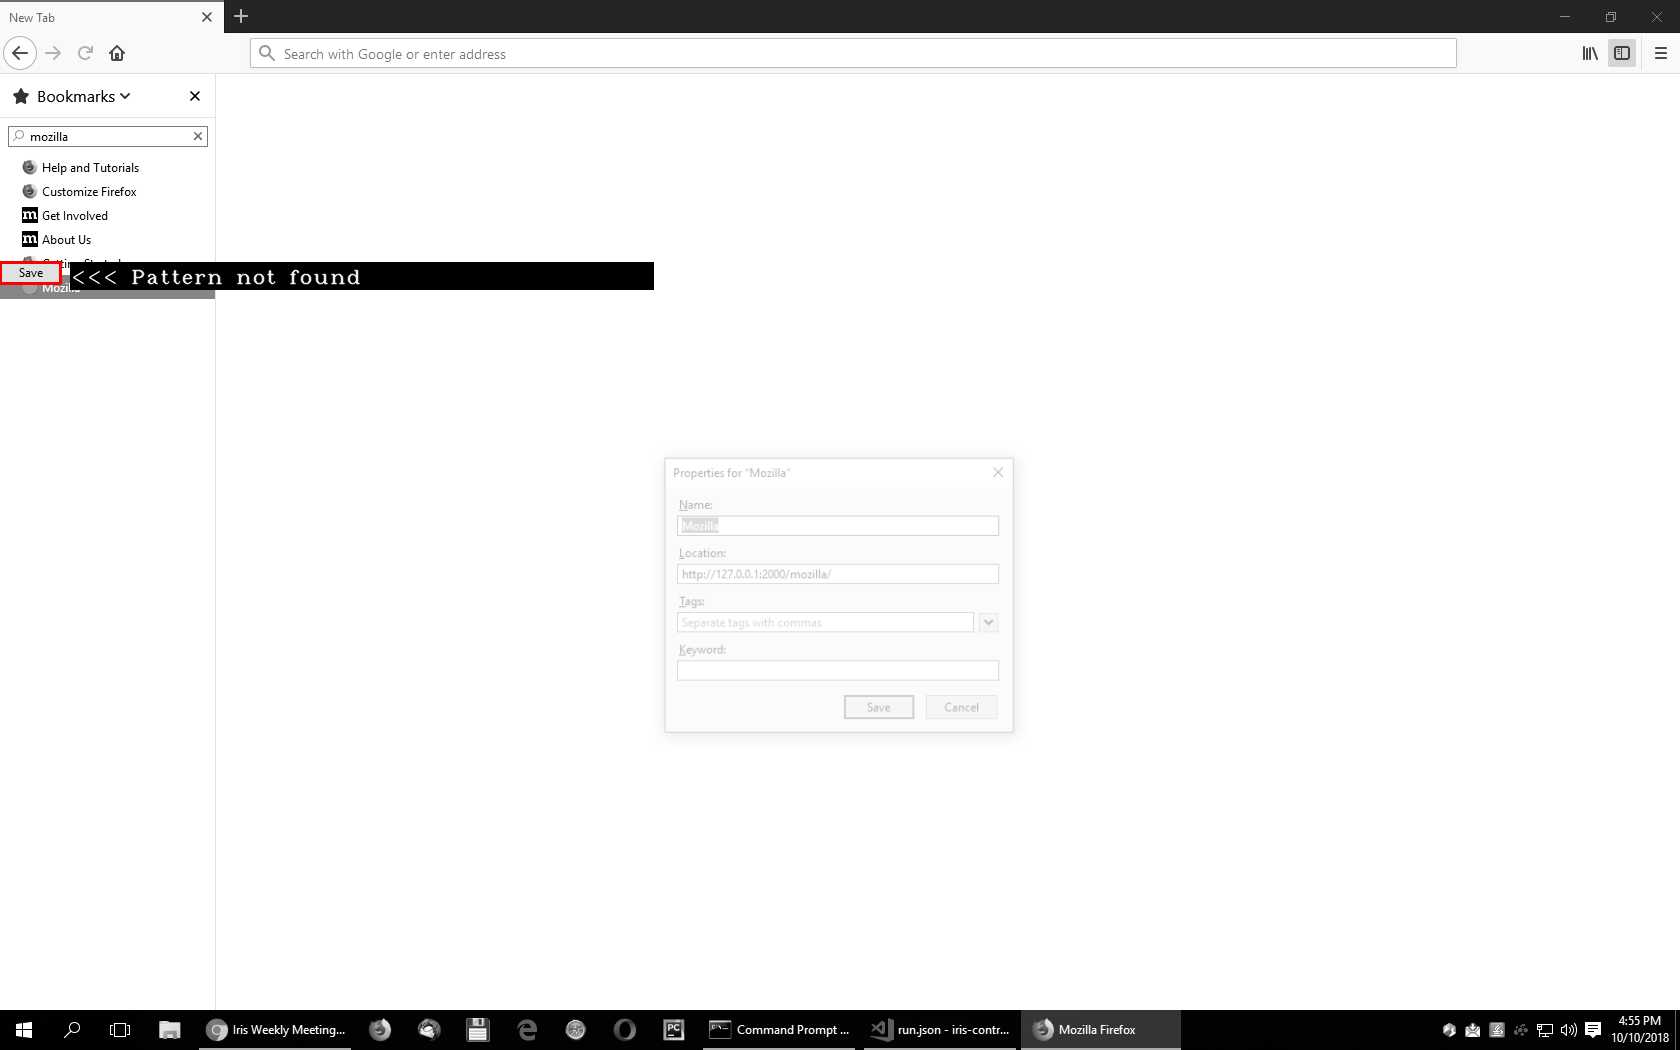 New Tab
Search with Google or enter address
Bookmarks
mozilla
Help and Tutorials
Customize Firefox
m Get Involved
m About Us
Save
<<< Pattern not found
Properties for "Mozilla"
Name:
Mozilla
Location:
http://127.0.0.1:2000/mozilla/
Tags:
Separate tags with commas
Keyword:
Save
Cancel
Iris Weekly Meeting...
PC
Command Prompt ...
run.json - iris-contr...
Mozilla Firefox
4:55 PM
10/10/2018